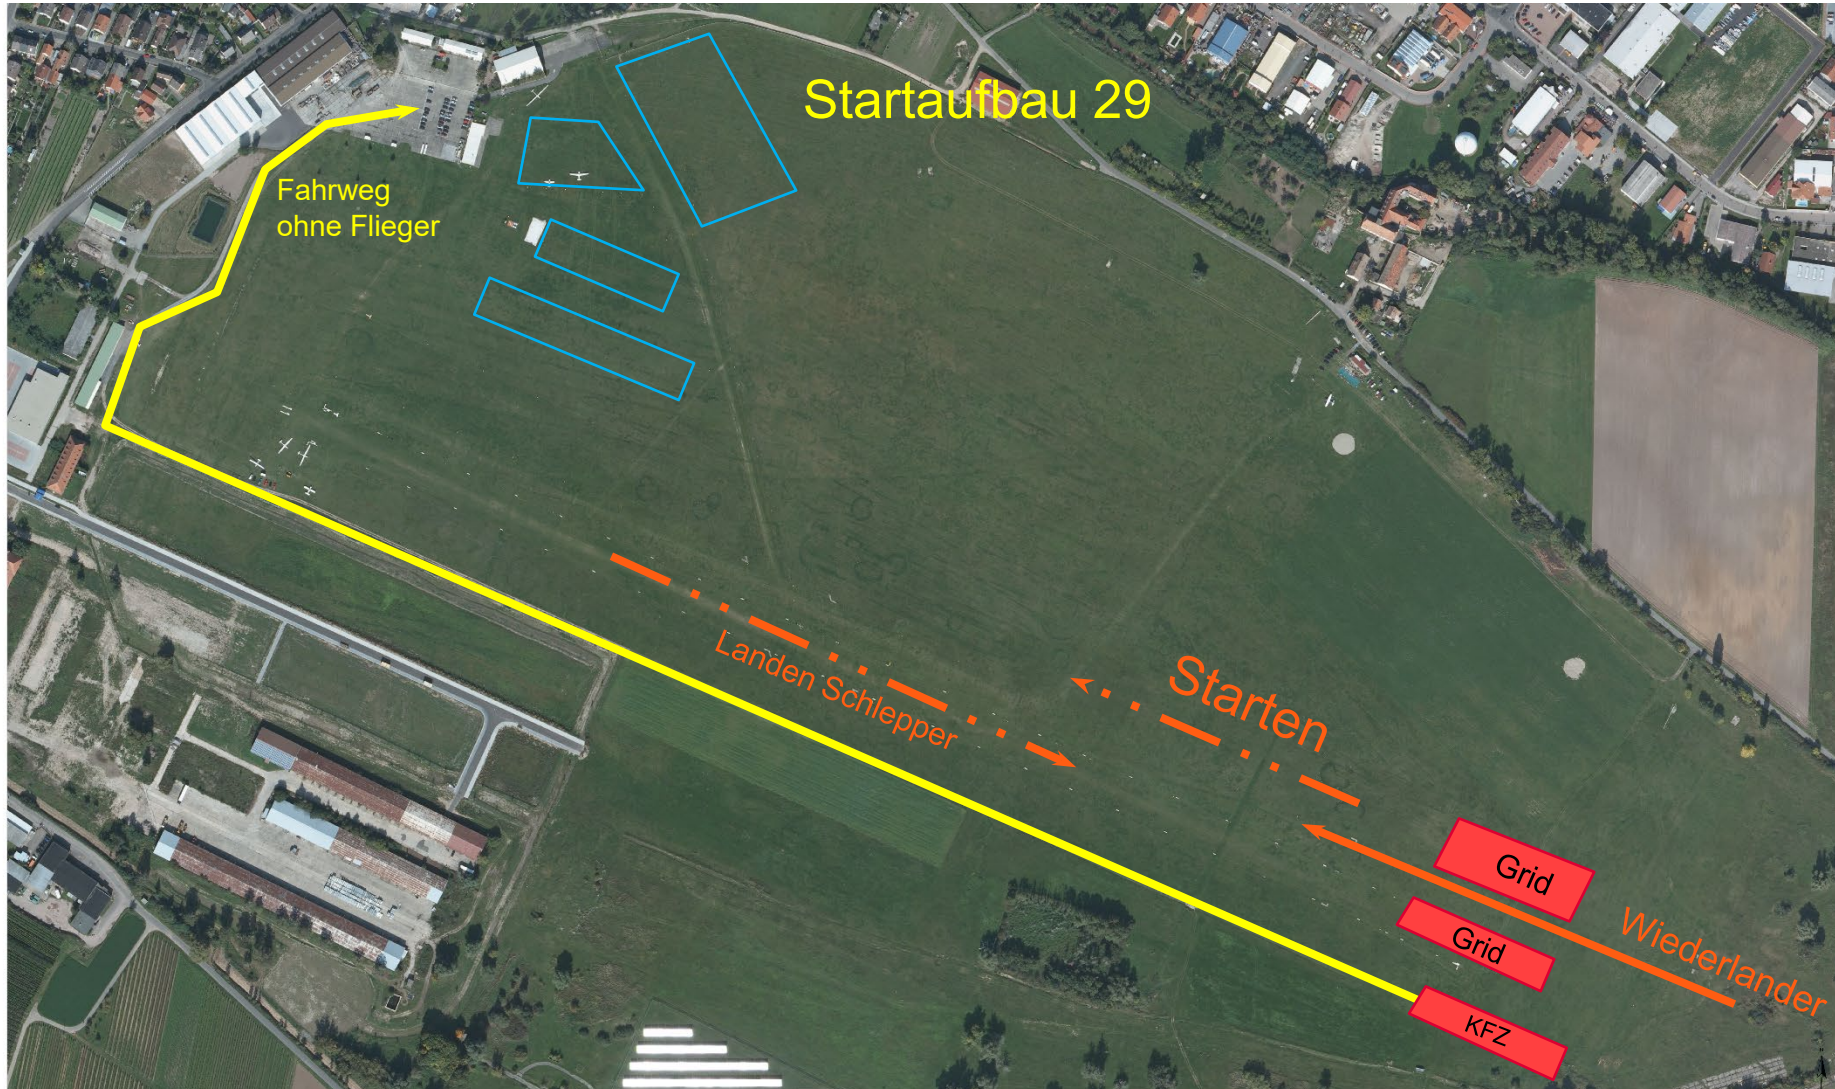 Startaufbau 29
Fahrweg
ohne Flieger
Landen Schlepper
Starten
Grid
Grid
Wiederlander
KFZ